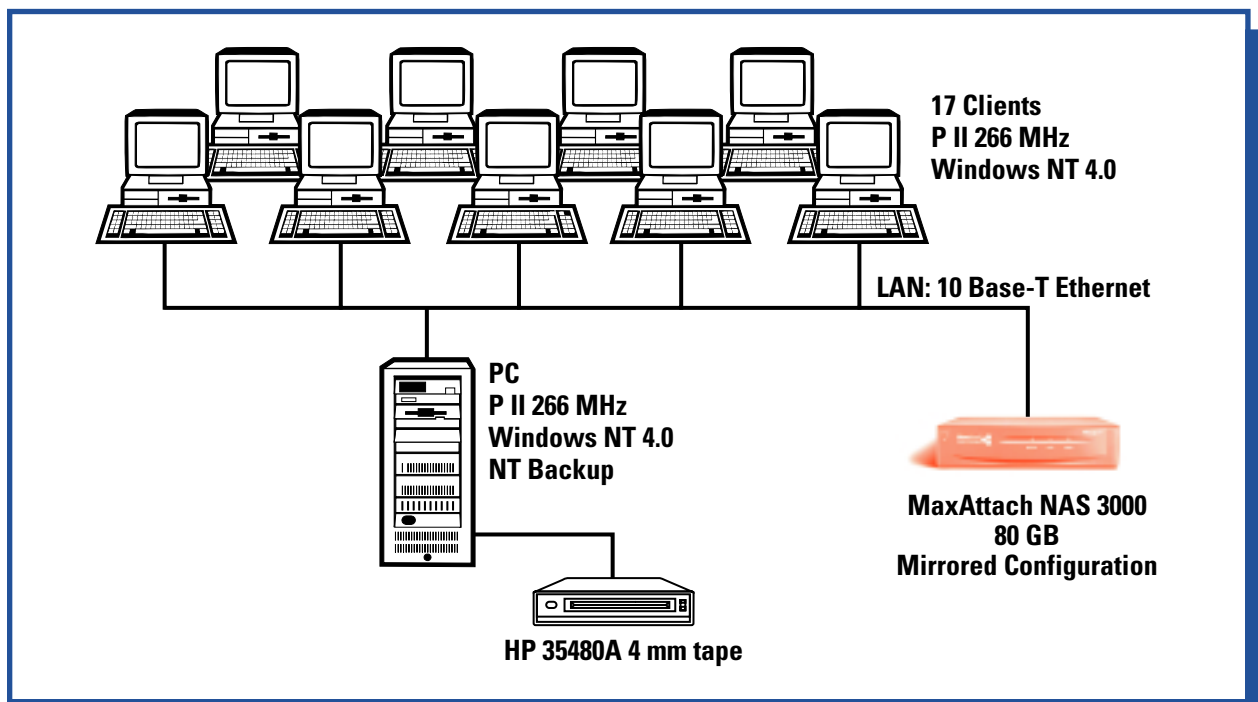 17 Clients
P II 266 MHz
Windows NT 4.0
LAN: 10 Base-T Ethernet
PC
P II 266 MHz
Windows NT 4.0
NT Backup
MaxAttach NAS 3000
80 GB
Mirrored Configuration
HP 35480A 4 mm tape